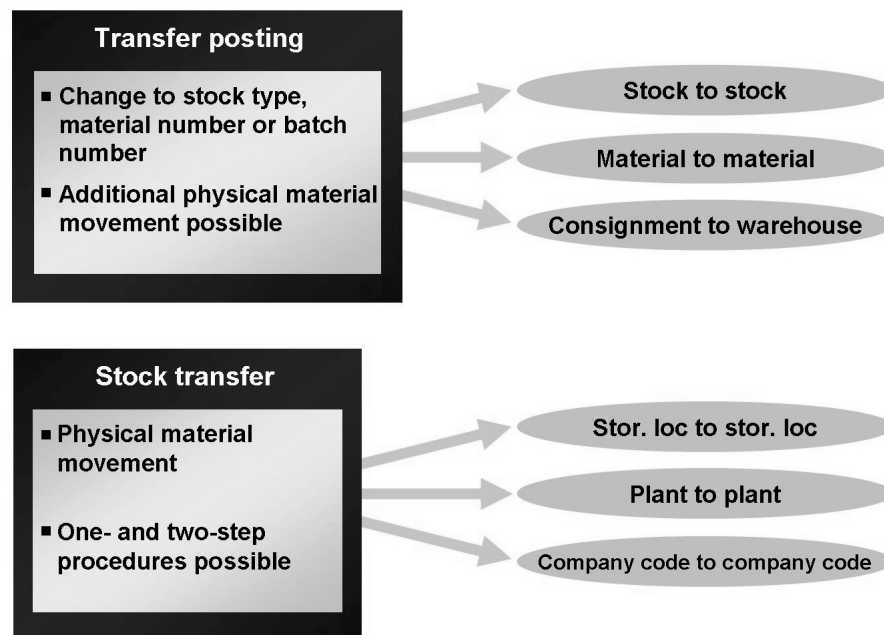 Transfer posting
▪ Change to stock type,
material number or batch
number
▪ Additional physical material
movement possible
Stock to stock
Material to material
Consignment to warehouse
Stock transfer
▪ Physical material
movement
▪ One- and two-step
procedures possible
Stor. loc to stor. loc
Plant to plant
Company code to company code